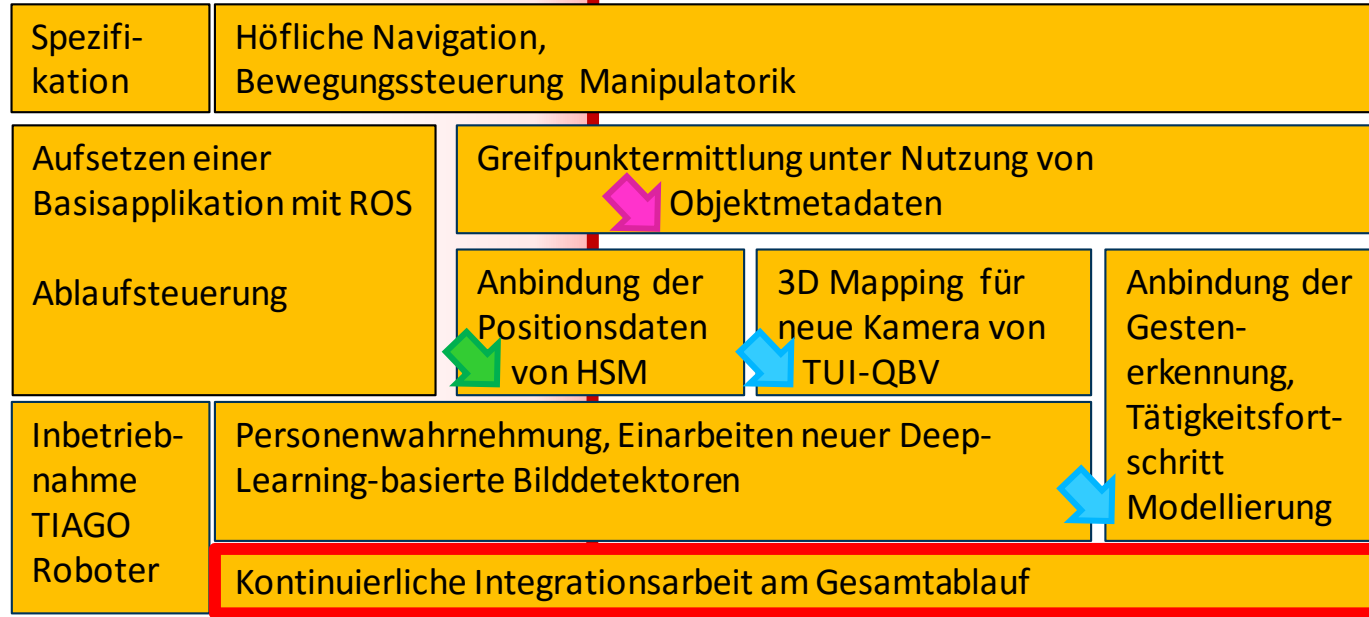 Spezifi-
kation
Höfliche Navigation,
Bewegungssteuerung Manipulatorik
Aufsetzen einer
Basisapplikation mit ROS
Ablaufsteuerung
Greifpunktermittlung unter Nutzung von
Objektmetadaten
Anbindung der
Positionsdaten
von HSM
3D Mapping für
neue Kamera von
TUI-QBV
Anbindung der
Gesten-
erkennung,
Tätigkeitsfort-
schritt
Modellierung
Inbetrieb-
nahme
TIAGO
Roboter
Personenwahrnehmung, Einarbeiten neuer Deep-
Learning-basierte Bilddetektoren
Kontinuierliche Integrationsarbeit am Gesamtablauf